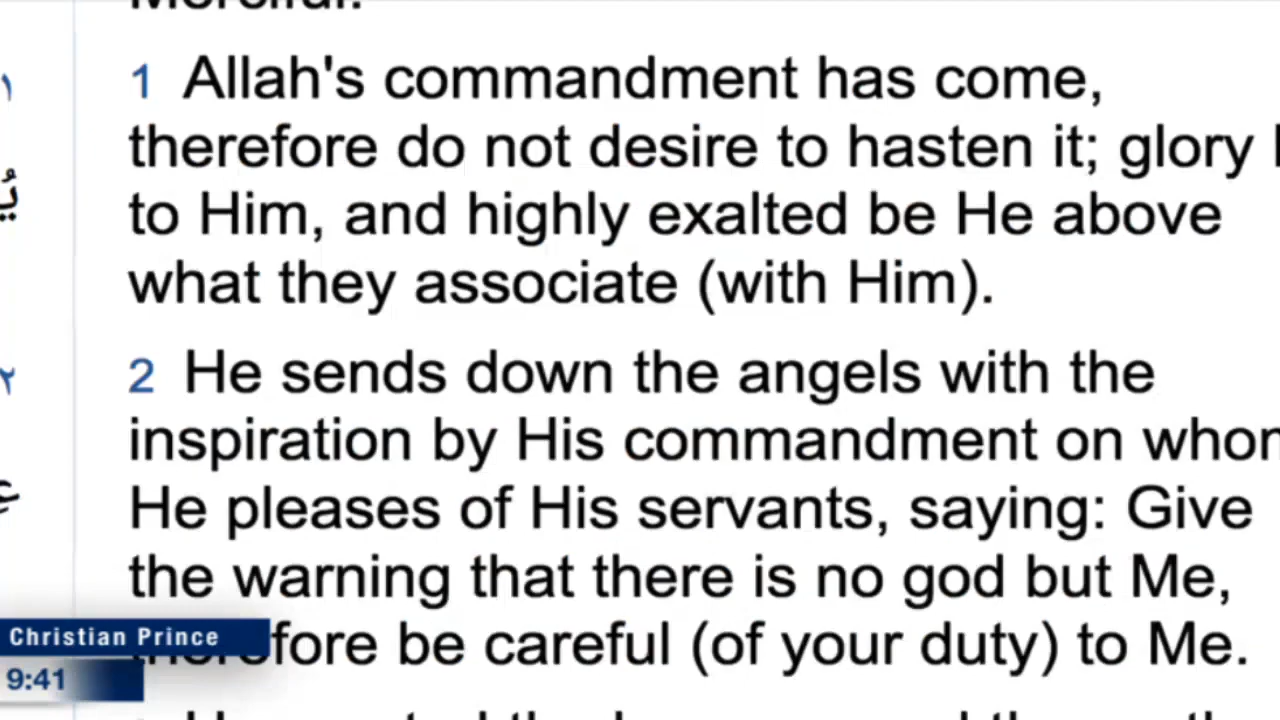 Merciful.
1 Allah's commandment has come,
therefore do not desire to hasten it; glory
to Him, and highly exalted be He above
what they associate (with Him).
2 He sends down the angels with the
inspiration by His commandment on whom
He pleases of His servants, saying: Give
the warning that there is no god but Me,
therefore be careful (of your duty) to Me.
١
يُ
٢
Christian Prince
9:41